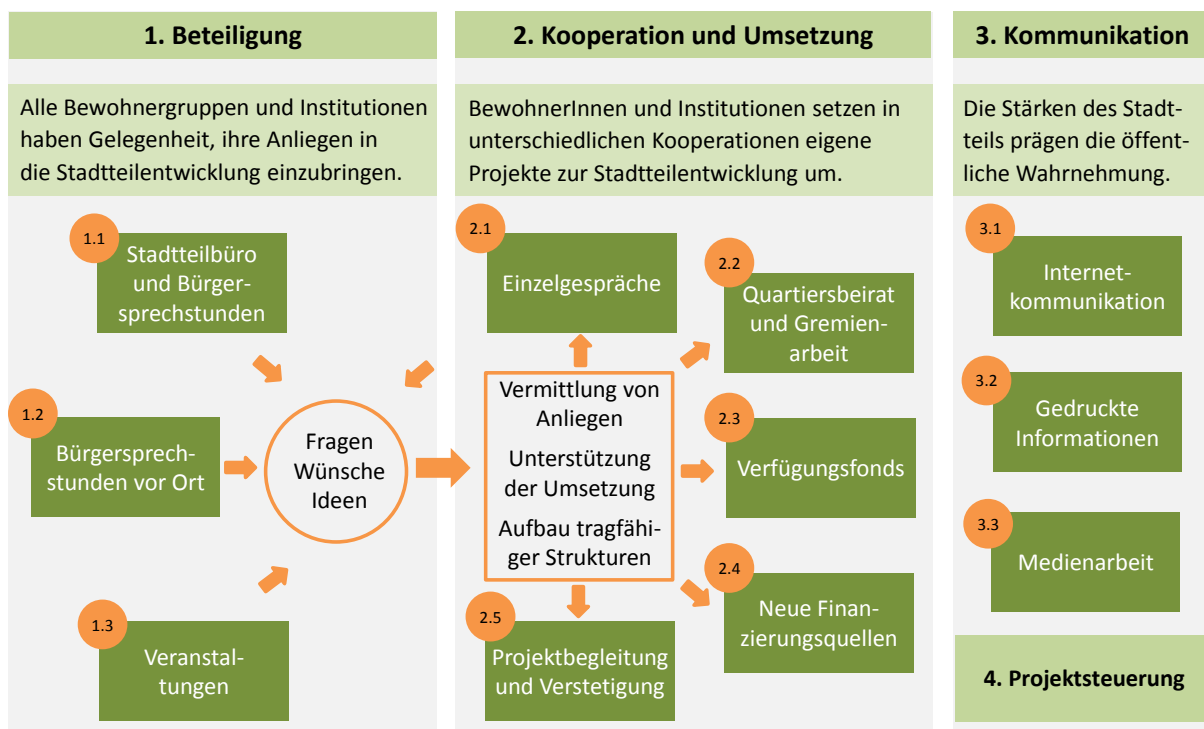 1. Beteiligung
Alle Bewohnergruppen und Institutionen
haben Gelegenheit, ihre Anliegen in
die Stadtteilentwicklung einzubringen.
1.1
Stadtteilbüro
und Bürger-
sprechstunden
1.2
Bürgersprech-
stunden vor Ort
1.3
Veranstal-
tungen
Fragen
Wünsche
Ideen
2. Kooperation und Umsetzung
BewohnerInnen und Institutionen setzen in
unterschiedlichen Kooperationen eigene
Projekte zur Stadtteilentwicklung um.
Vermittlung von
Anliegen
Unterstützung
der Umsetzung
Aufbau tragfähi-
ger Strukturen
2.1
Einzelgespräche
2.2
Quartiersbeirat
und Gremien-
arbeit
2.3
Verfügungsfonds
2.4
Neue Finan-
zierungsquellen
2.5
Projektbegleitung
und Verstetigung
3. Kommunikation
Die Stärken des Stadt-
teils prägen die öffent-
liche Wahrnehmung.
3.1
Internet-
kommunikation
3.2
Gedruckte
Informationen
3.3
Medienarbeit
4. Projektsteuerung